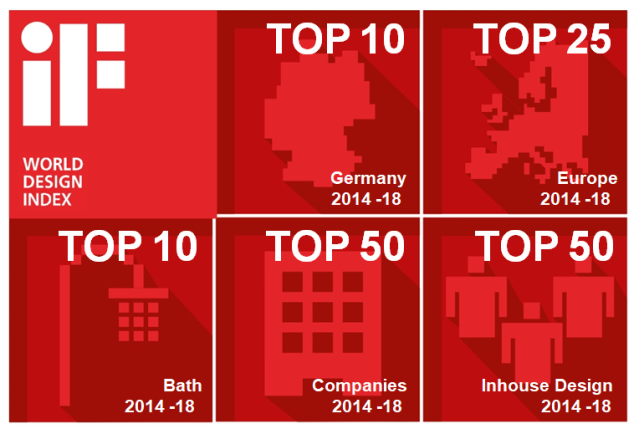 iF
WORLD
DESIGN
INDEX
TOP 10
Germany
2014 -18
TOP 25
Europe
2014 -18
TOP 10
Bath
2014 -18
TOP 50
Companies
2014 -18
TOP 50
Inhouse Design
2014 -18